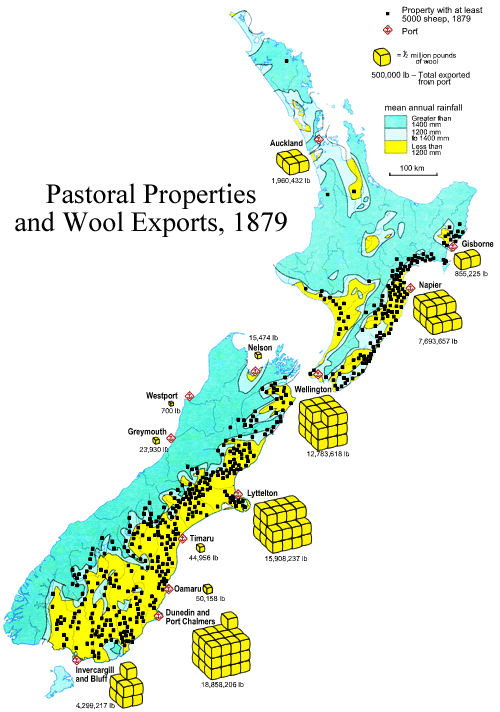 Property with at least
5000 sheep, 1879
Port
= ½ million pounds
of wool
500,000 lb – Total exported
from port
mean annual rainfall
Greater than
1400 mm
1200 mm
to 1400 mm
Less than
1200 mm
100 km
Auckland
1,960,432 lb
Pastoral Properties
and Wool Exports, 1879
Gisborne
855,225 lb
Napier
7,693,657 lb
15,474 lb
Nelson
Wellington
12,783,618 lb
Westport
700 lb
Greymouth
23,930 lb
Lyttelton
15,908,237 lb
Timaru
44,956 lb
Oamaru
50,158 lb
Dunedin and
Port Chalmers
18,858,206 lb
Invercargill
and Bluff
4,299,217 lb